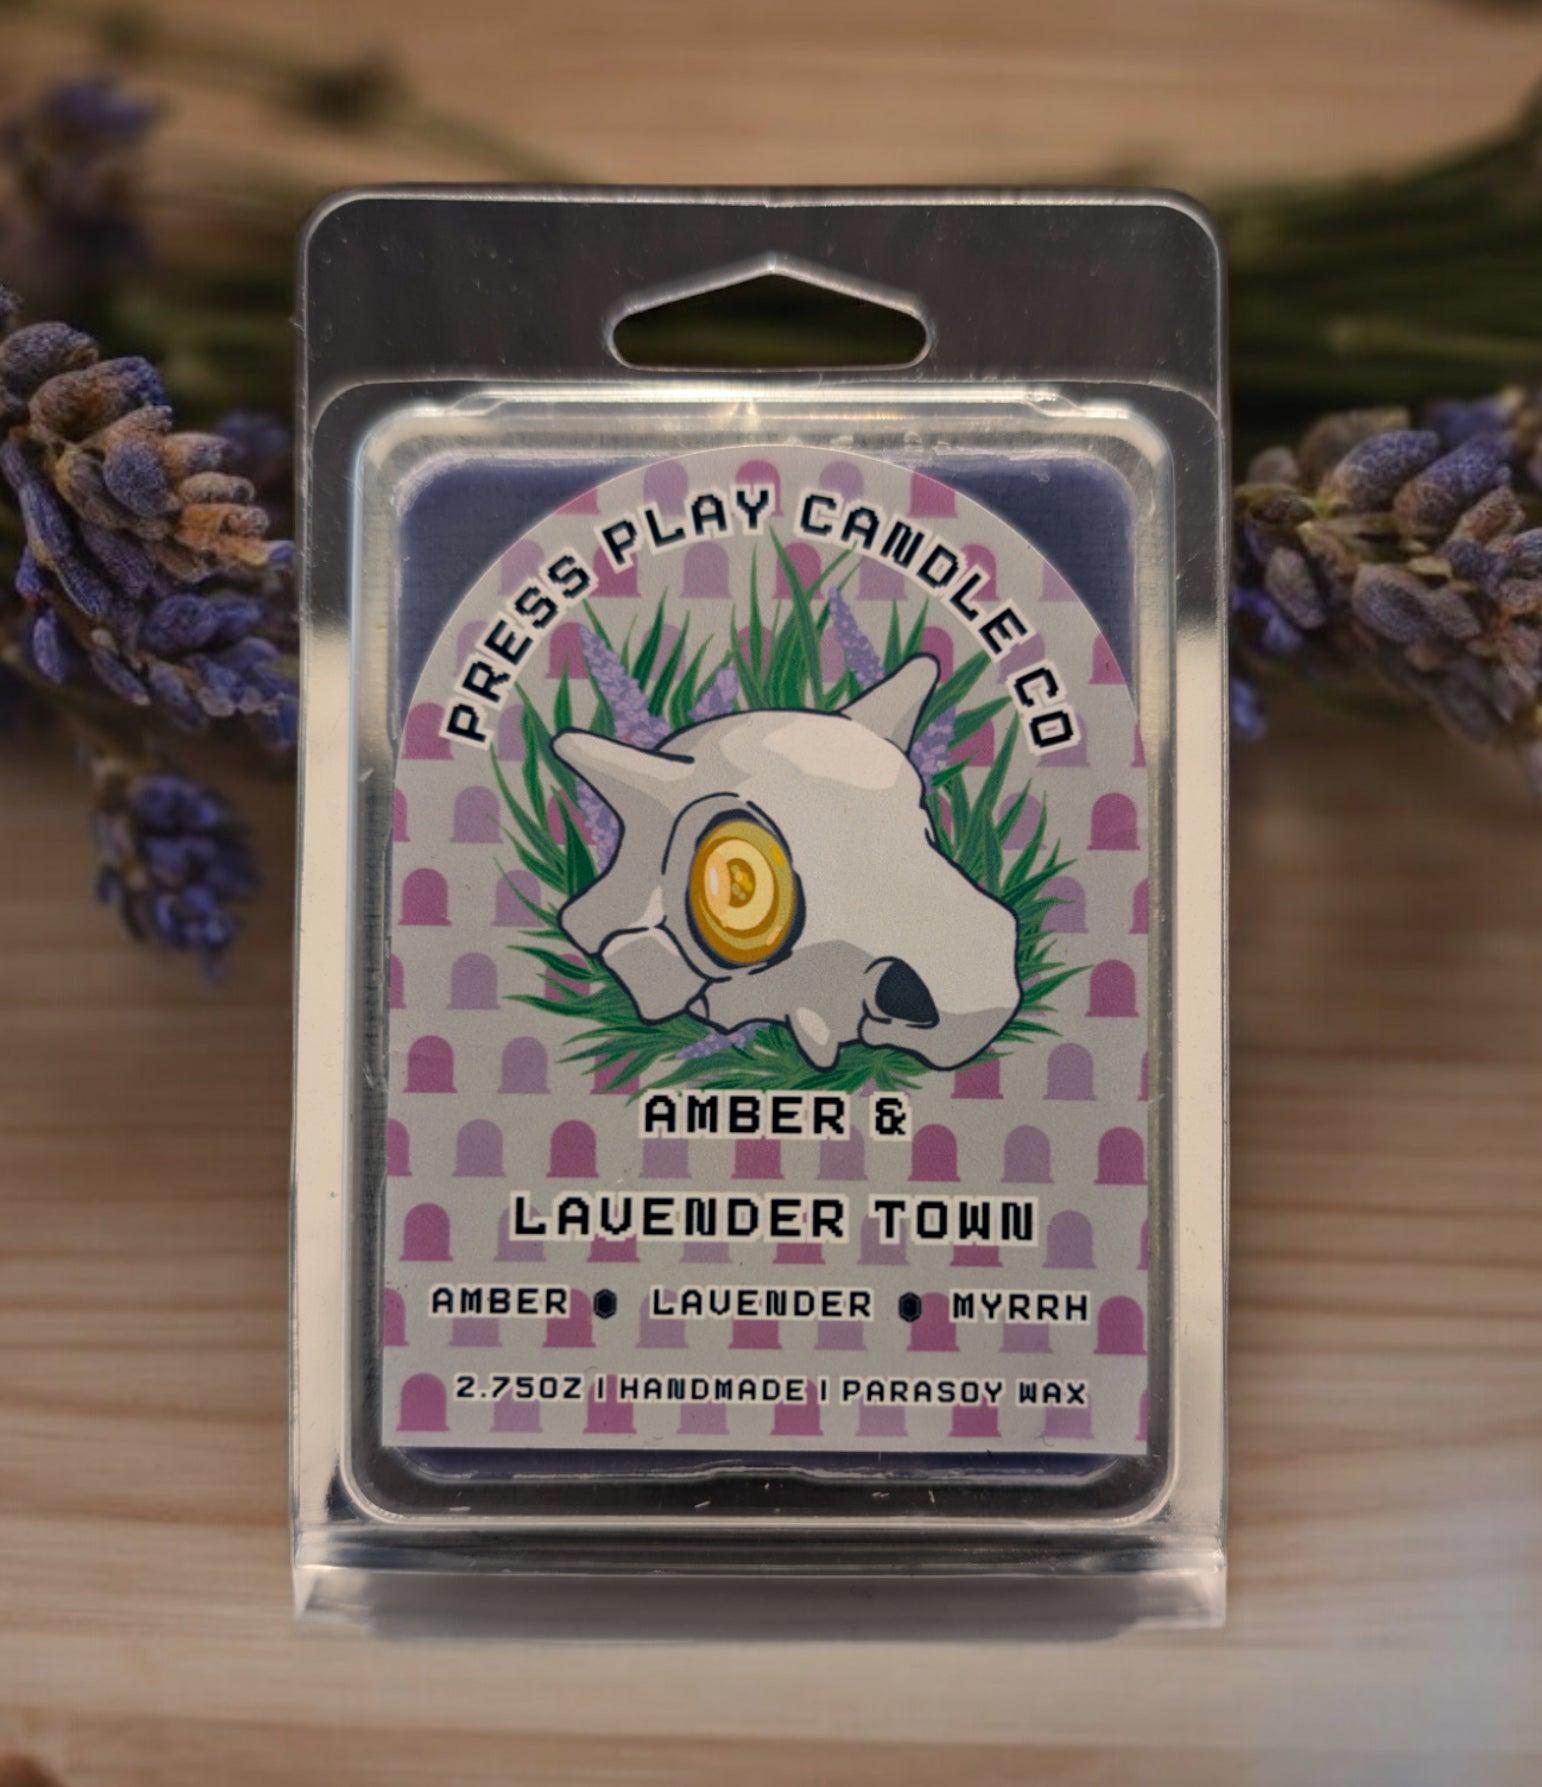 PRESS PLAY CANDLE CO
AMBER &
LAVENDER TOWN
AMBER ⬢ LAVENDER ⬢ MYRRH
2.75OZ | HANDMADE | PARASOY WAX